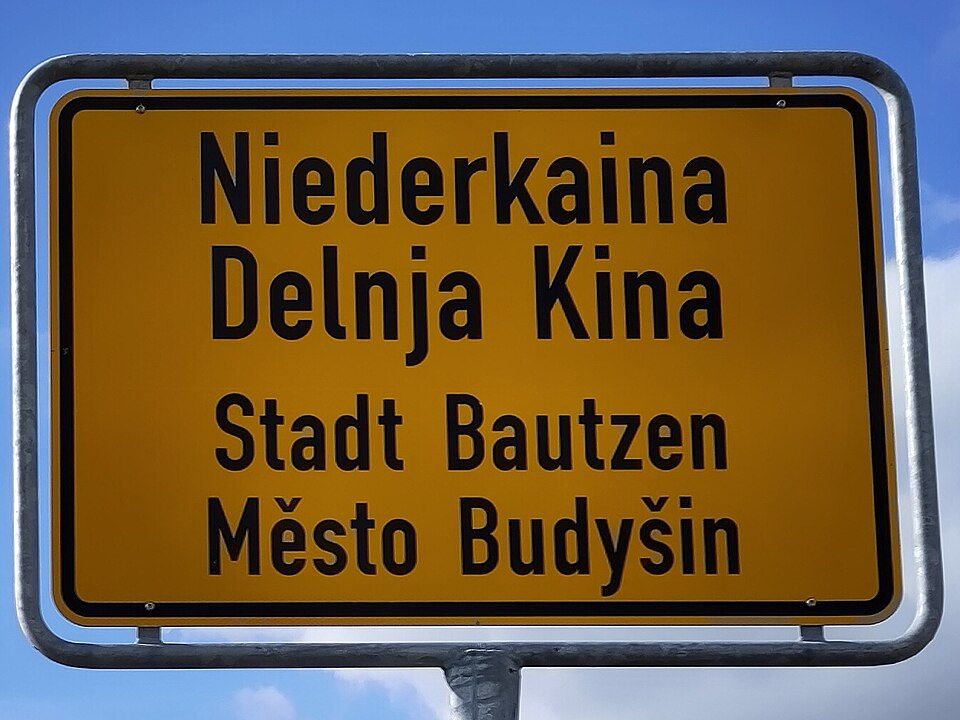 Niederkaina
Delnja Kina
Stadt Bautzen
Město Budyšin